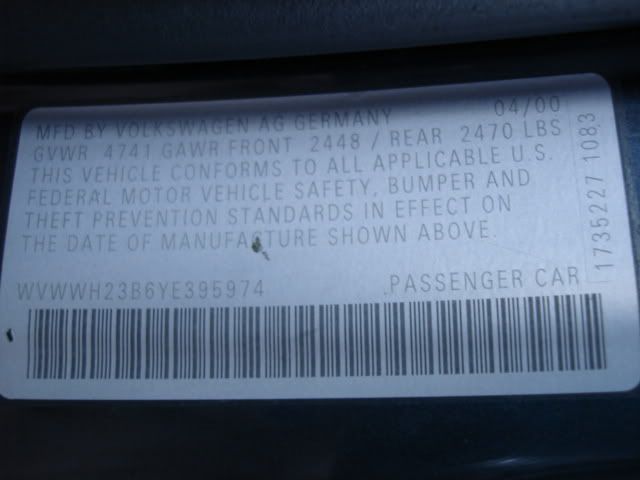 MFD BY VOLKSWAGEN AG GERMANY 04/00
GVWR 4741 GAWR FRONT 2448 / REAR 2470 LBS
THIS VEHICLE CONFORMS TO ALL APPLICABLE U.S.
FEDERAL MOTOR VEHICLE SAFETY, BUMPER AND
THEFT PREVENTION STANDARDS IN EFFECT ON
THE DATE OF MANUFACTURE SHOWN ABOVE.
WVWWH23B6YE395974 .PASSENGER CAR
1735227 1083